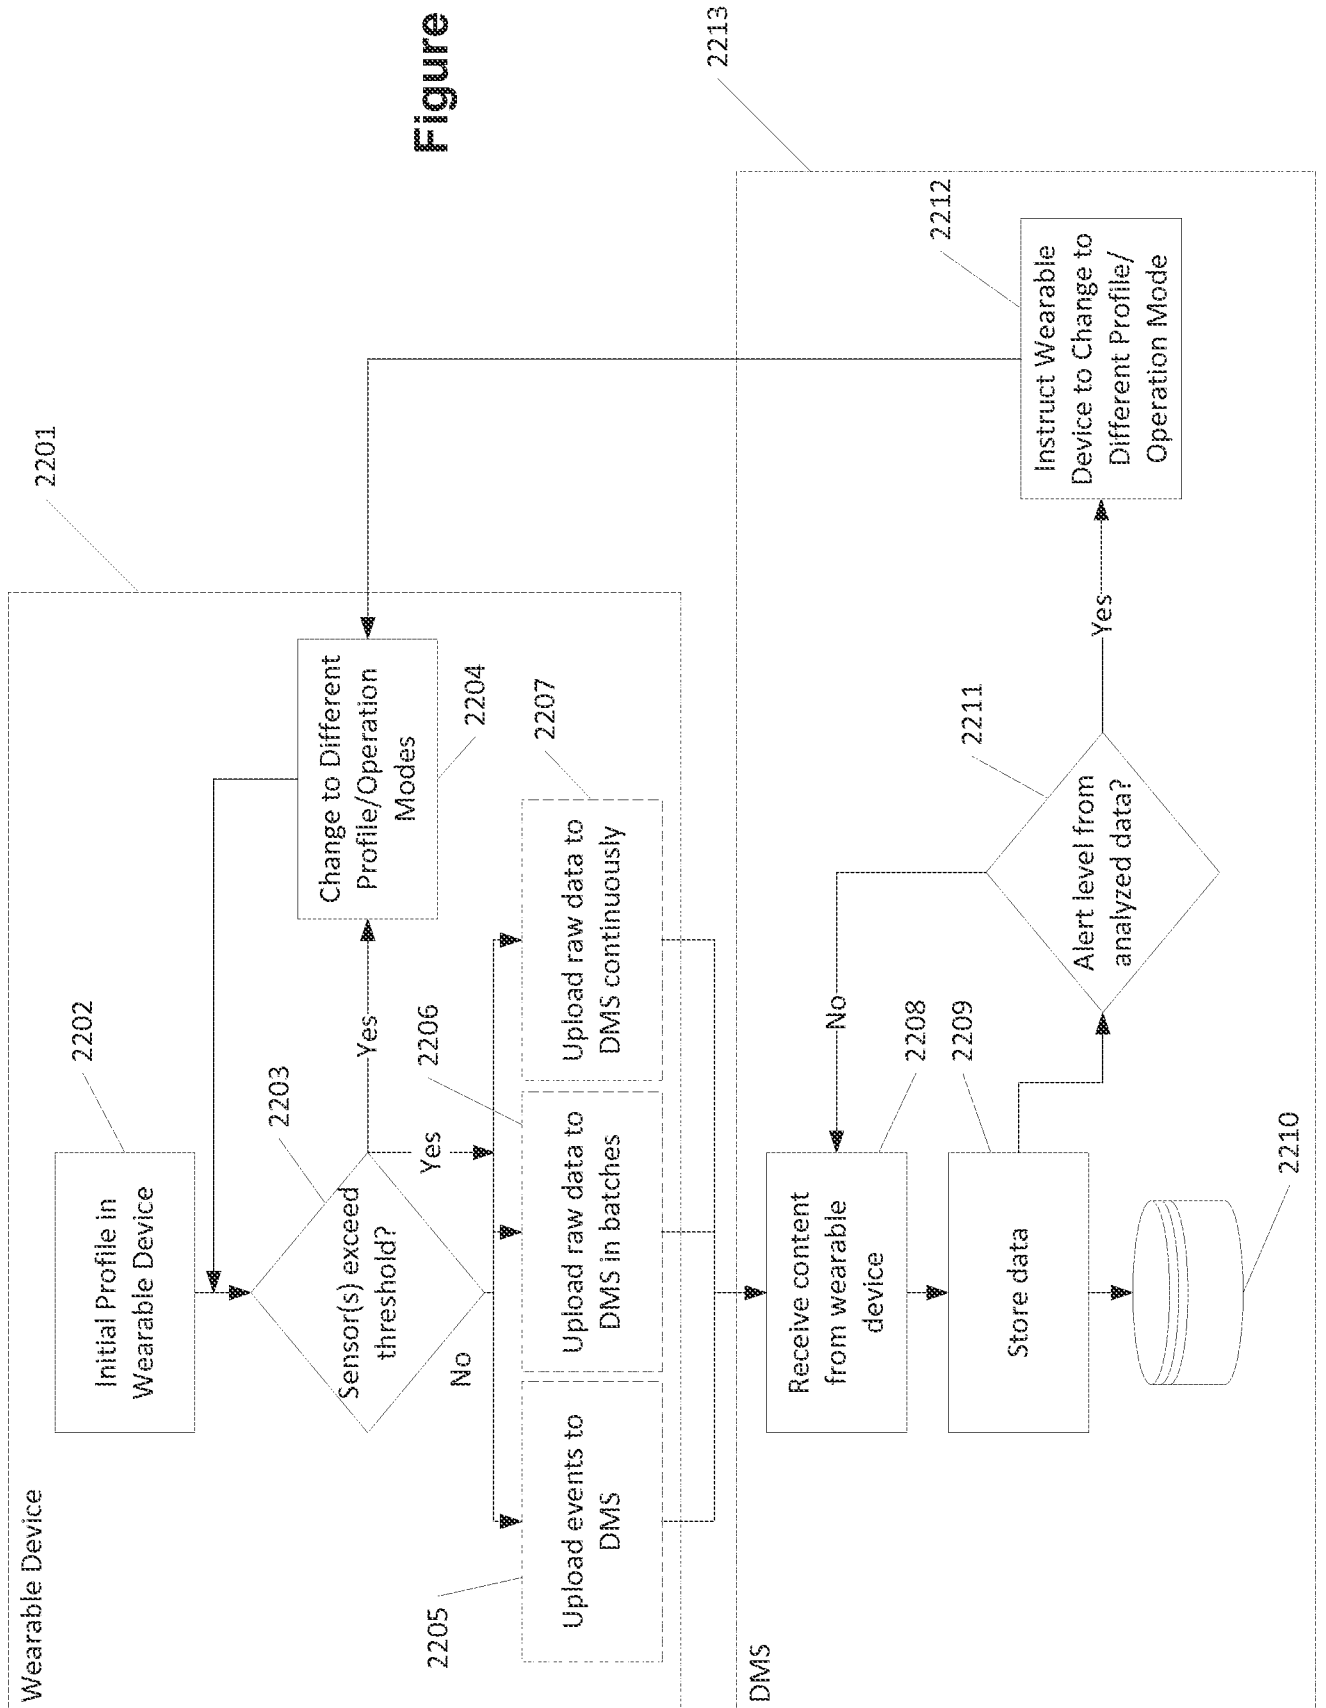 Figure
Wearable Device
2201
Initial Profile in
Wearable Device
2202
Sensor(s) exceed
threshold?
2203
Yes
Change to Different
Profile/Operation
Modes
2204
No
Yes
2206
2207
Upload events to
DMS
2205
Upload raw data to
DMS in batches
Upload raw data to
DMS continuously
DMS
2213
Receive content
from wearable
device
2208
No
Store data
2209
2210
Alert level from
analyzed data?
2211
Yes
Instruct Wearable
Device to Change to
Different Profile/
Operation Mode
2212